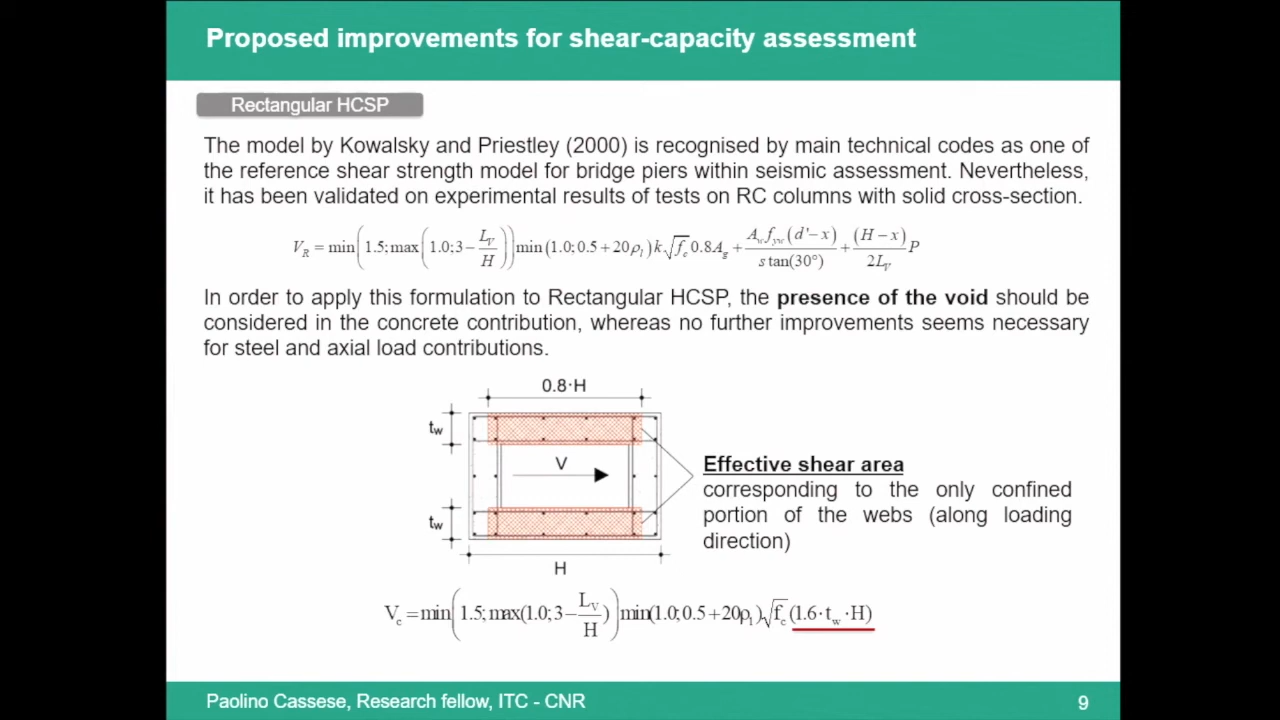 Proposed improvements for shear-capacity assessment
Rectangular HCSP
The model by Kowalsky and Priestley (2000) is recognised by main technical codes as one of
the reference shear strength model for bridge piers within seismic assessment. Nevertheless,
it has been validated on experimental results of tests on RC columns with solid cross-section.
V_R = min(1.5; max(1.0; 3 − L_V/H)) min(1.0; 0.5 + 20ρ_l) k√f_c 0.8A_g + A_w f_yw (d'− x)/(s tan(30°)) + (H − x)/(2L_V) P
In order to apply this formulation to Rectangular HCSP, the presence of the void should be
considered in the concrete contribution, whereas no further improvements seems necessary
for steel and axial load contributions.
0.8·H
t_w
V
Effective shear area
corresponding to the only confined
portion of the webs (along loading
direction)
t_w
H
V_c = min(1.5; max(1.0; 3 − L_V/H)) min(1.0; 0.5 + 20ρ_l)√f_c (1.6·t_w·H)
Paolino Cassese, Research fellow, ITC - CNR
9